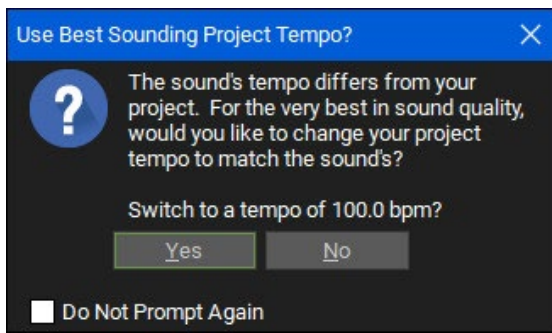 Use Best Sounding Project Tempo?
The sound's tempo differs from your
project. For the very best in sound quality,
would you like to change your project
tempo to match the sound's?
Switch to a tempo of 100.0 bpm?
Yes No
Do Not Prompt Again